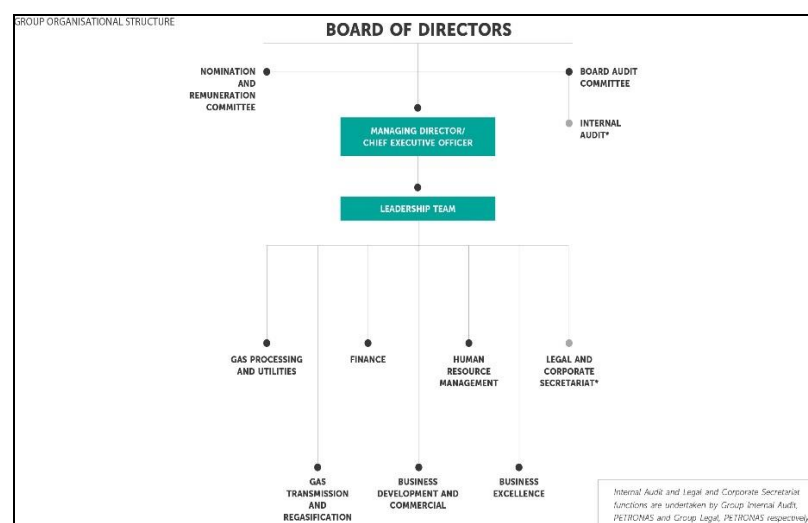 GROUP ORGANISATIONAL STRUCTURE
BOARD OF DIRECTORS
NOMINATION
AND
REMUNERATION
COMMITTEE
BOARD AUDIT
COMMITTEE
INTERNAL
AUDIT*
MANAGING DIRECTOR/
CHIEF EXECUTIVE OFFICER
LEADERSHIP TEAM
GAS PROCESSING
AND UTILITIES
FINANCE
HUMAN
RESOURCE
MANAGEMENT
LEGAL AND
CORPORATE
SECRETARIAT*
GAS
TRANSMISSION
AND
REGASIFICATION
BUSINESS
DEVELOPMENT AND
COMMERCIAL
BUSINESS
EXCELLENCE
Internal Audit and Legal and Corporate Secretariat
functions are undertaken by Group Internal Audit,
PETRONAS and Group Legal, PETRONAS respectively